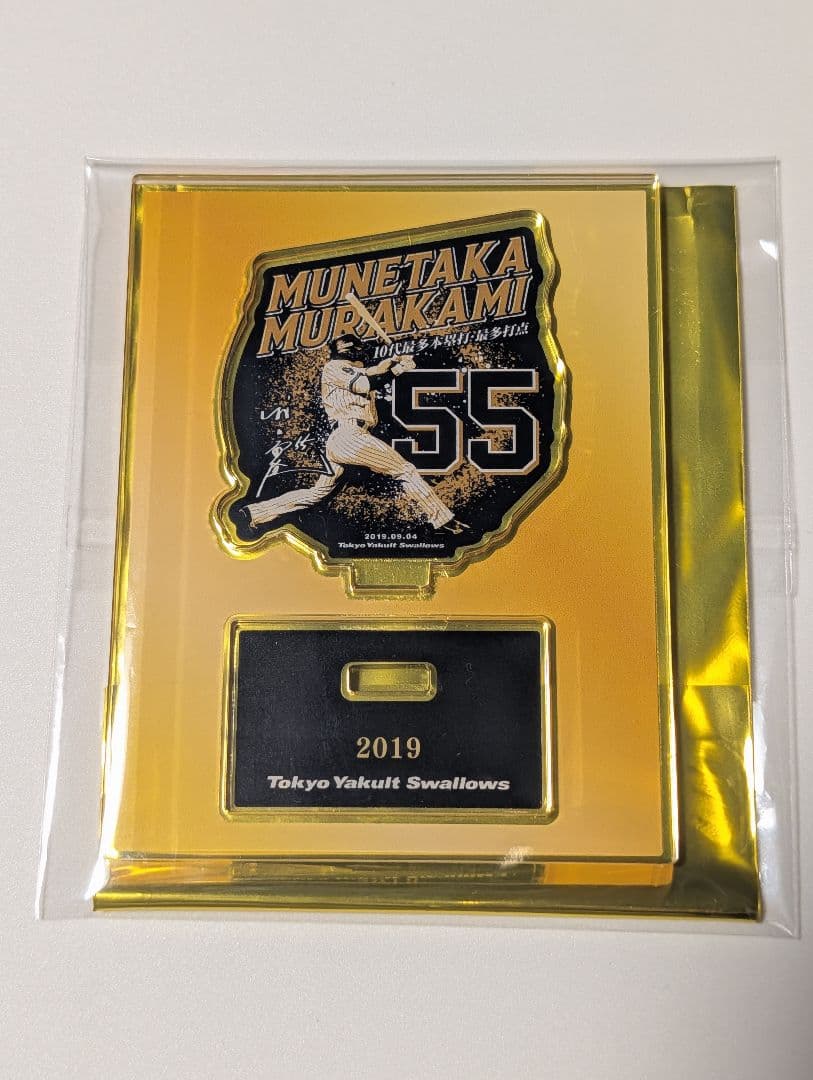 MUNETAKA
MURAKAMI
10代最多本塁打・最多打点
55
2019.09.04
Tokyo Yakult Swallows
2019
Tokyo Yakult Swallows